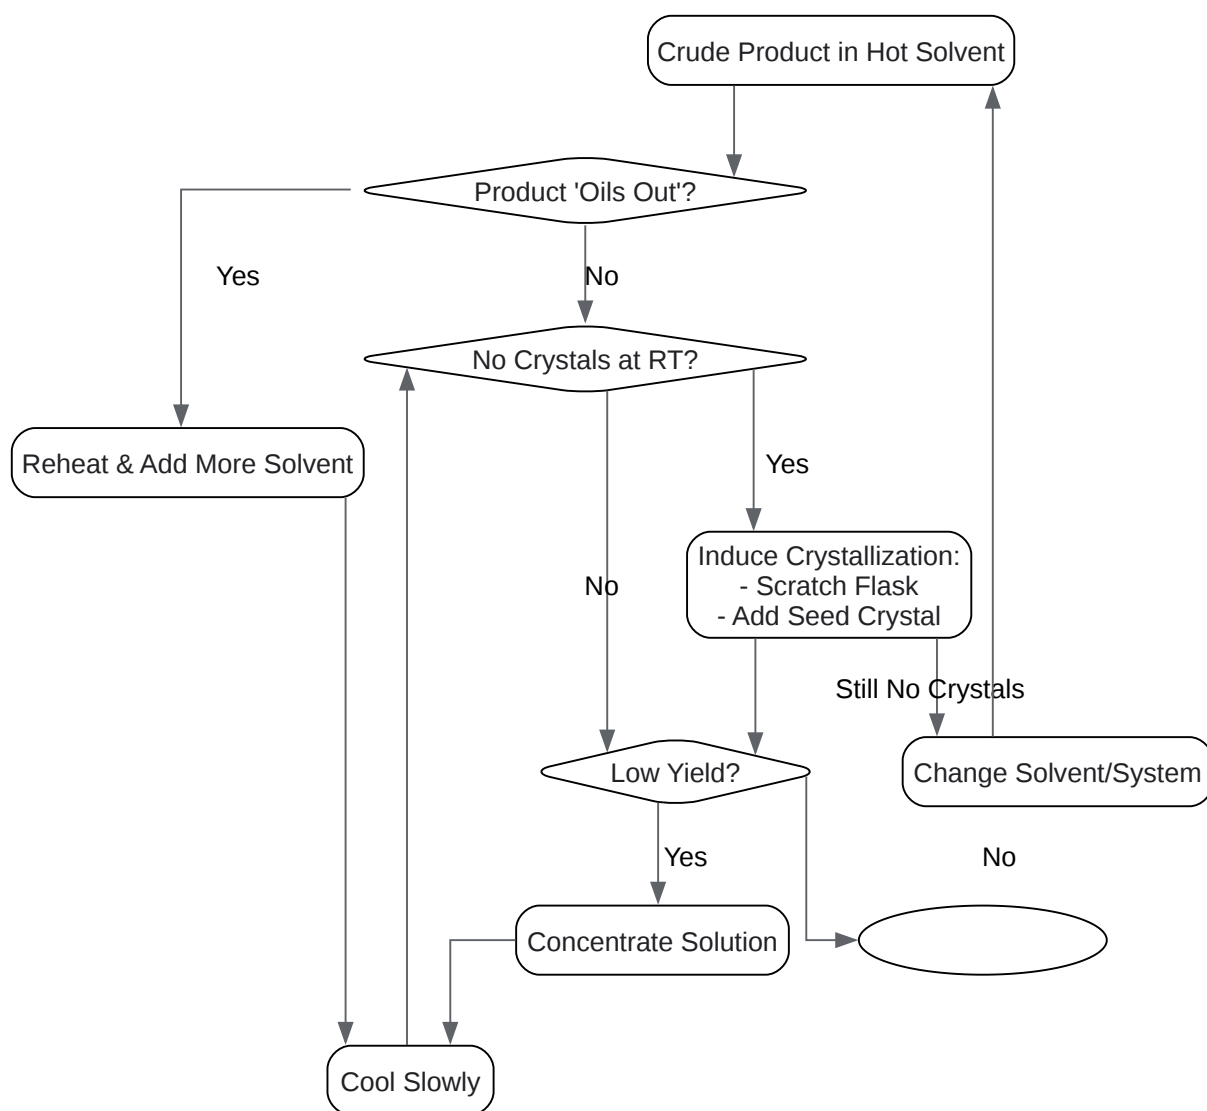 Crude Product in Hot Solvent
Product 'Oils Out'?
Yes
No
No Crystals at RT?
Reheat & Add More Solvent
Yes
Induce Crystallization:
- Scratch Flask
- Add Seed Crystal
No
Still No Crystals
Low Yield?
Change Solvent/System
Yes
No
Concentrate Solution
Cool Slowly